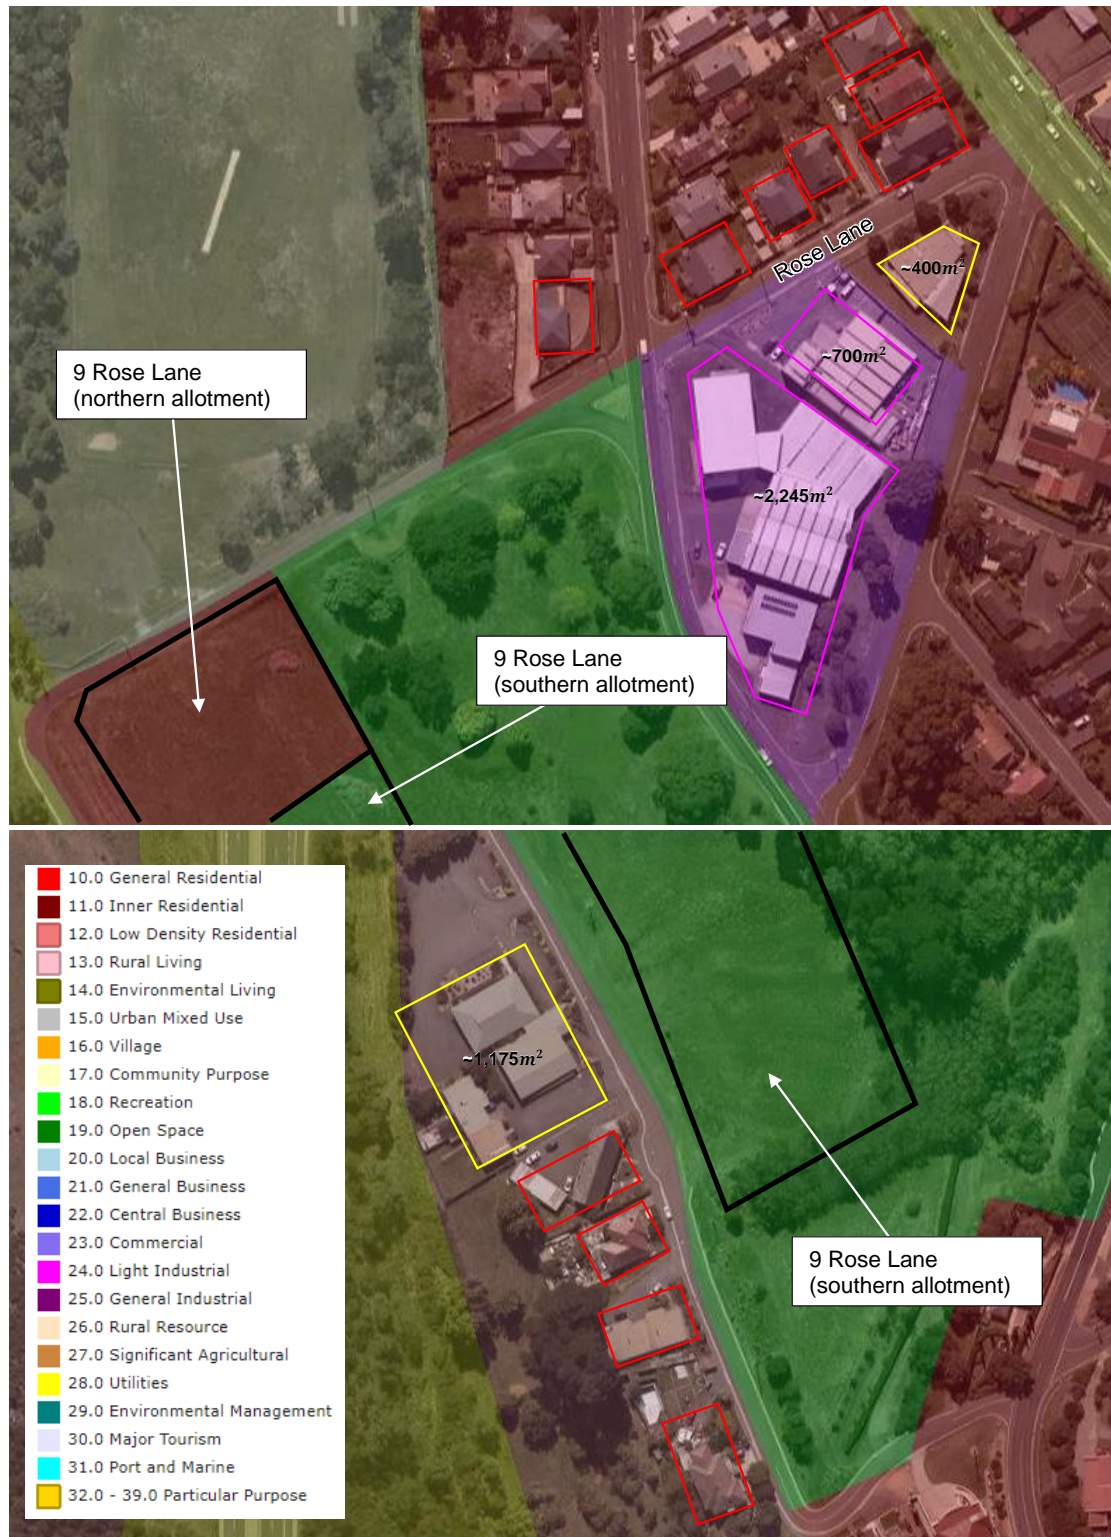 Rose Lane
~400m²
~700m²
9 Rose Lane
(northern allotment)
~2,245m²
9 Rose Lane
(southern allotment)
10.0 General Residential
11.0 Inner Residential
12.0 Low Density Residential
13.0 Rural Living
14.0 Environmental Living
15.0 Urban Mixed Use
16.0 Village
17.0 Community Purpose
18.0 Recreation
19.0 Open Space
20.0 Local Business
21.0 General Business
22.0 Central Business
23.0 Commercial
24.0 Light Industrial
25.0 General Industrial
26.0 Rural Resource
27.0 Significant Agricultural
28.0 Utilities
29.0 Environmental Management
30.0 Major Tourism
31.0 Port and Marine
32.0 - 39.0 Particular Purpose
~1,175m²
9 Rose Lane
(southern allotment)